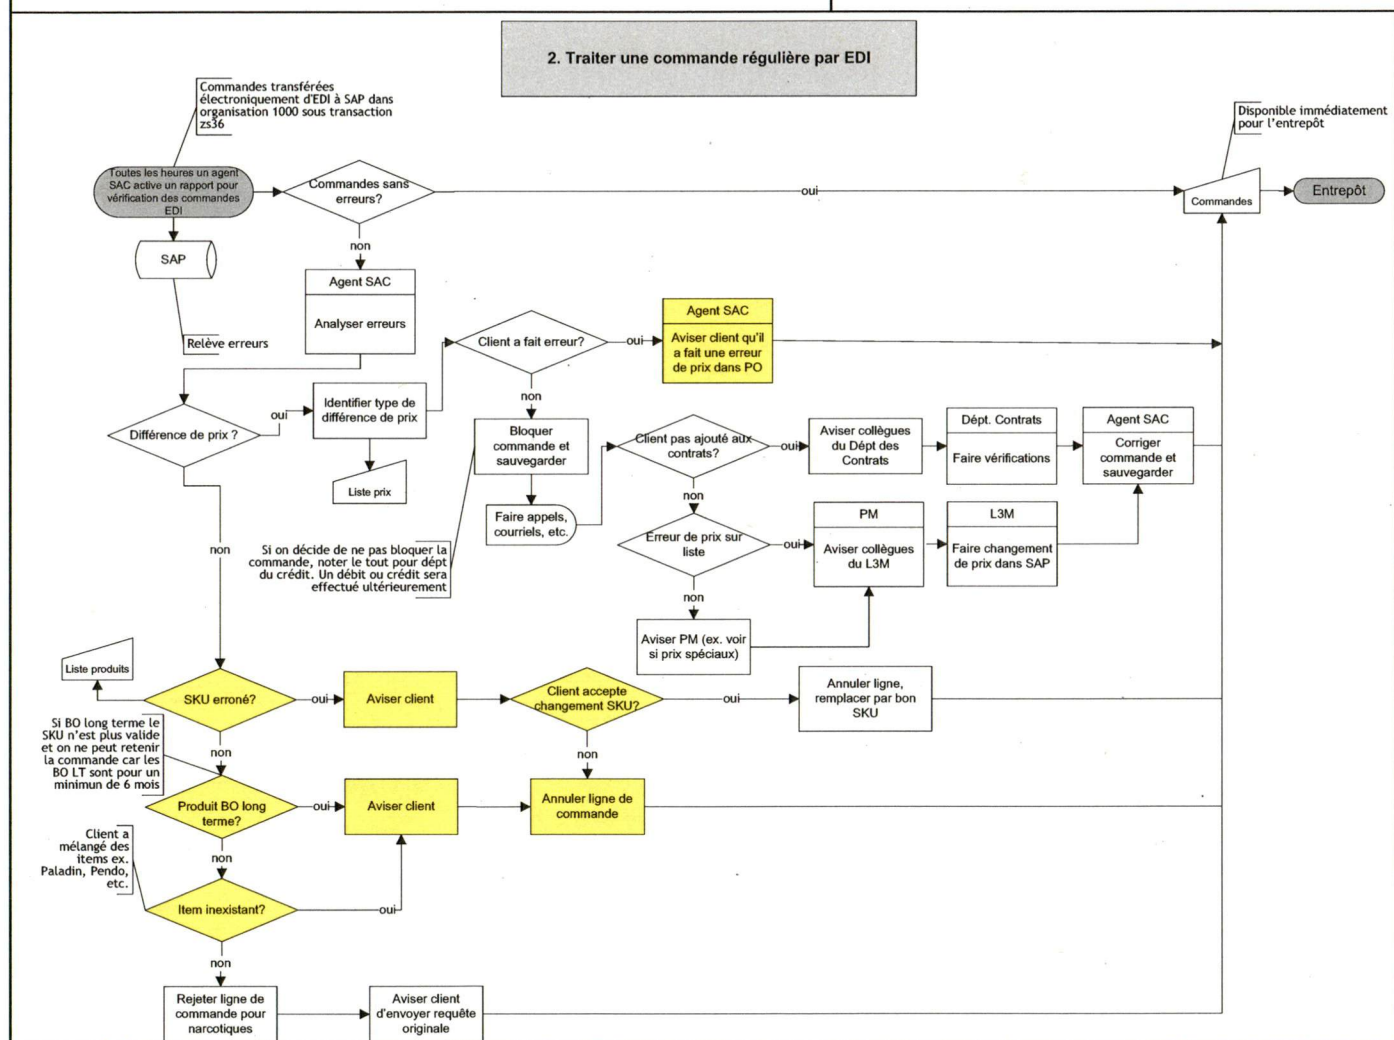 2. Traiter une commande régulière par EDI
Commandes transférées
électroniquement d'EDI à SAP dans
organisation 1000 sous transaction
zs36
Disponible immédiatement
pour l'entrepôt
Toutes les heures un agent
SAC active un rapport pour
vérification des commandes
EDI
Commandes sans
erreurs?
oui
Commandes
Entrepôt
non
SAP
Agent SAC
Analyser erreurs
Relève erreurs
Client a fait erreur?
oui
Agent SAC
Aviser client qu'il
a fait une erreur
de prix dans PO
non
Différence de prix ?
oui
Identifier type de
différence de prix
Liste prix
Bloquer
commande et
sauvegarder
Client pas ajouté aux
contrats?
oui
Aviser collègues
du Dépt des
Contrats
Dépt. Contrats
Faire vérifications
Agent SAC
Corriger
commande et
sauvegarder
Faire appels,
courriels, etc.
non
Erreur de prix sur
liste
oui
PM
Aviser collègues
du L3M
L3M
Faire changement
de prix dans SAP
non
Si on décide de ne pas bloquer la
commande, noter le tout pour dépt
du crédit. Un débit ou crédit sera
effectué ultérieurement
non
Aviser PM (ex. voir
si prix spéciaux)
Liste produits
SKU erroné?
oui
Aviser client
Client accepte
changement SKU?
oui
Annuler ligne,
remplacer par bon
SKU
Si BO long terme le
SKU n'est plus valide
et on ne peut retenir
la commande car les
BO LT sont pour un
minimun de 6 mois
non
non
Produit BO long
terme?
oui
Aviser client
Annuler ligne de
commande
Client a
mélangé des
items ex.
Paladin, Pendo,
etc.
non
Item inexistant?
oui
non
Rejeter ligne de
commande pour
narcotiques
Aviser client
d'envoyer requête
originale